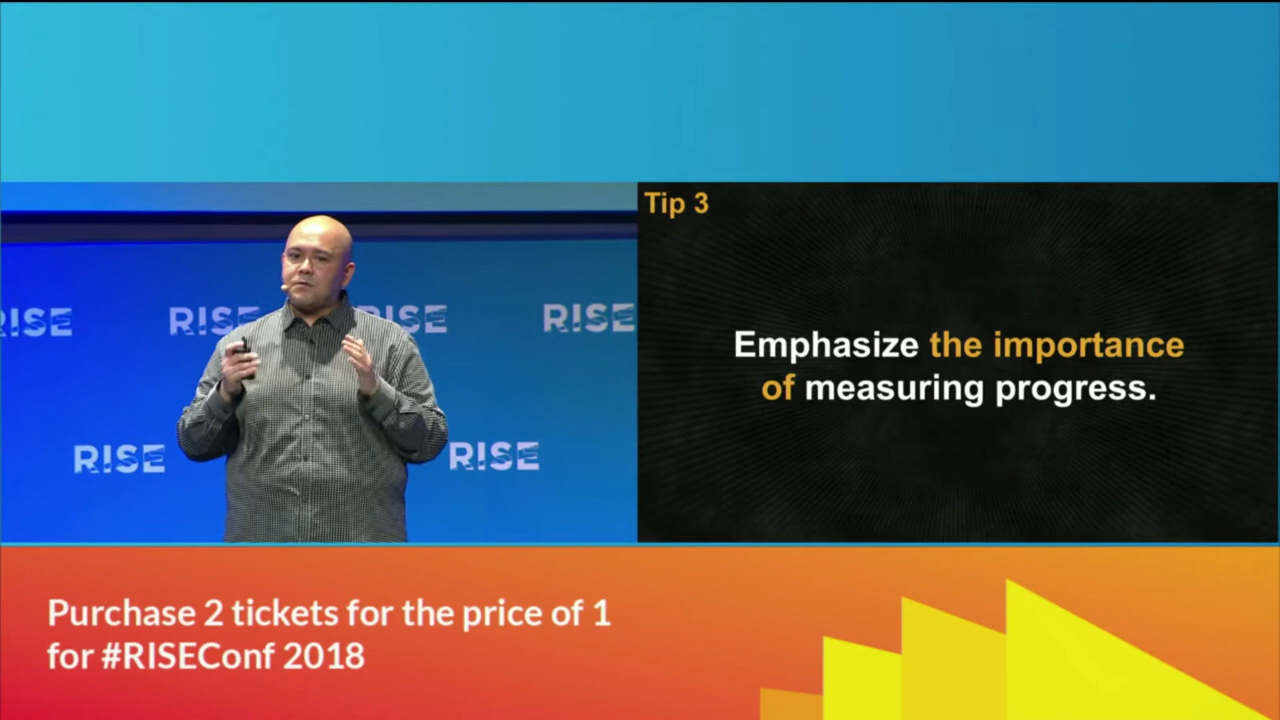 RISE
RISE
RISE
RISE
RISE
RISE
Tip 3
Emphasize the importance
of measuring progress.
Purchase 2 tickets for the price of 1
for #RISEConf 2018